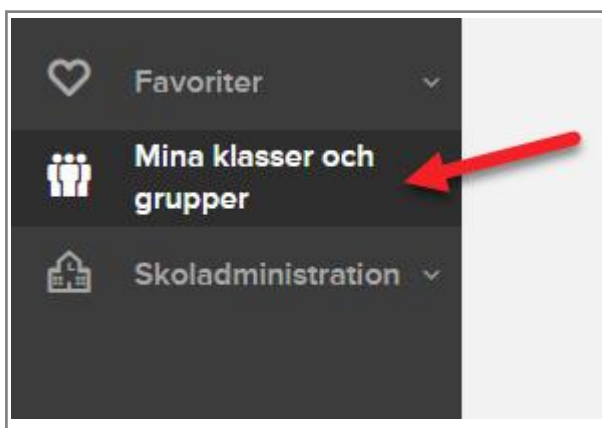 Favoriter
Mina klasser och
grupper
Skoladministration